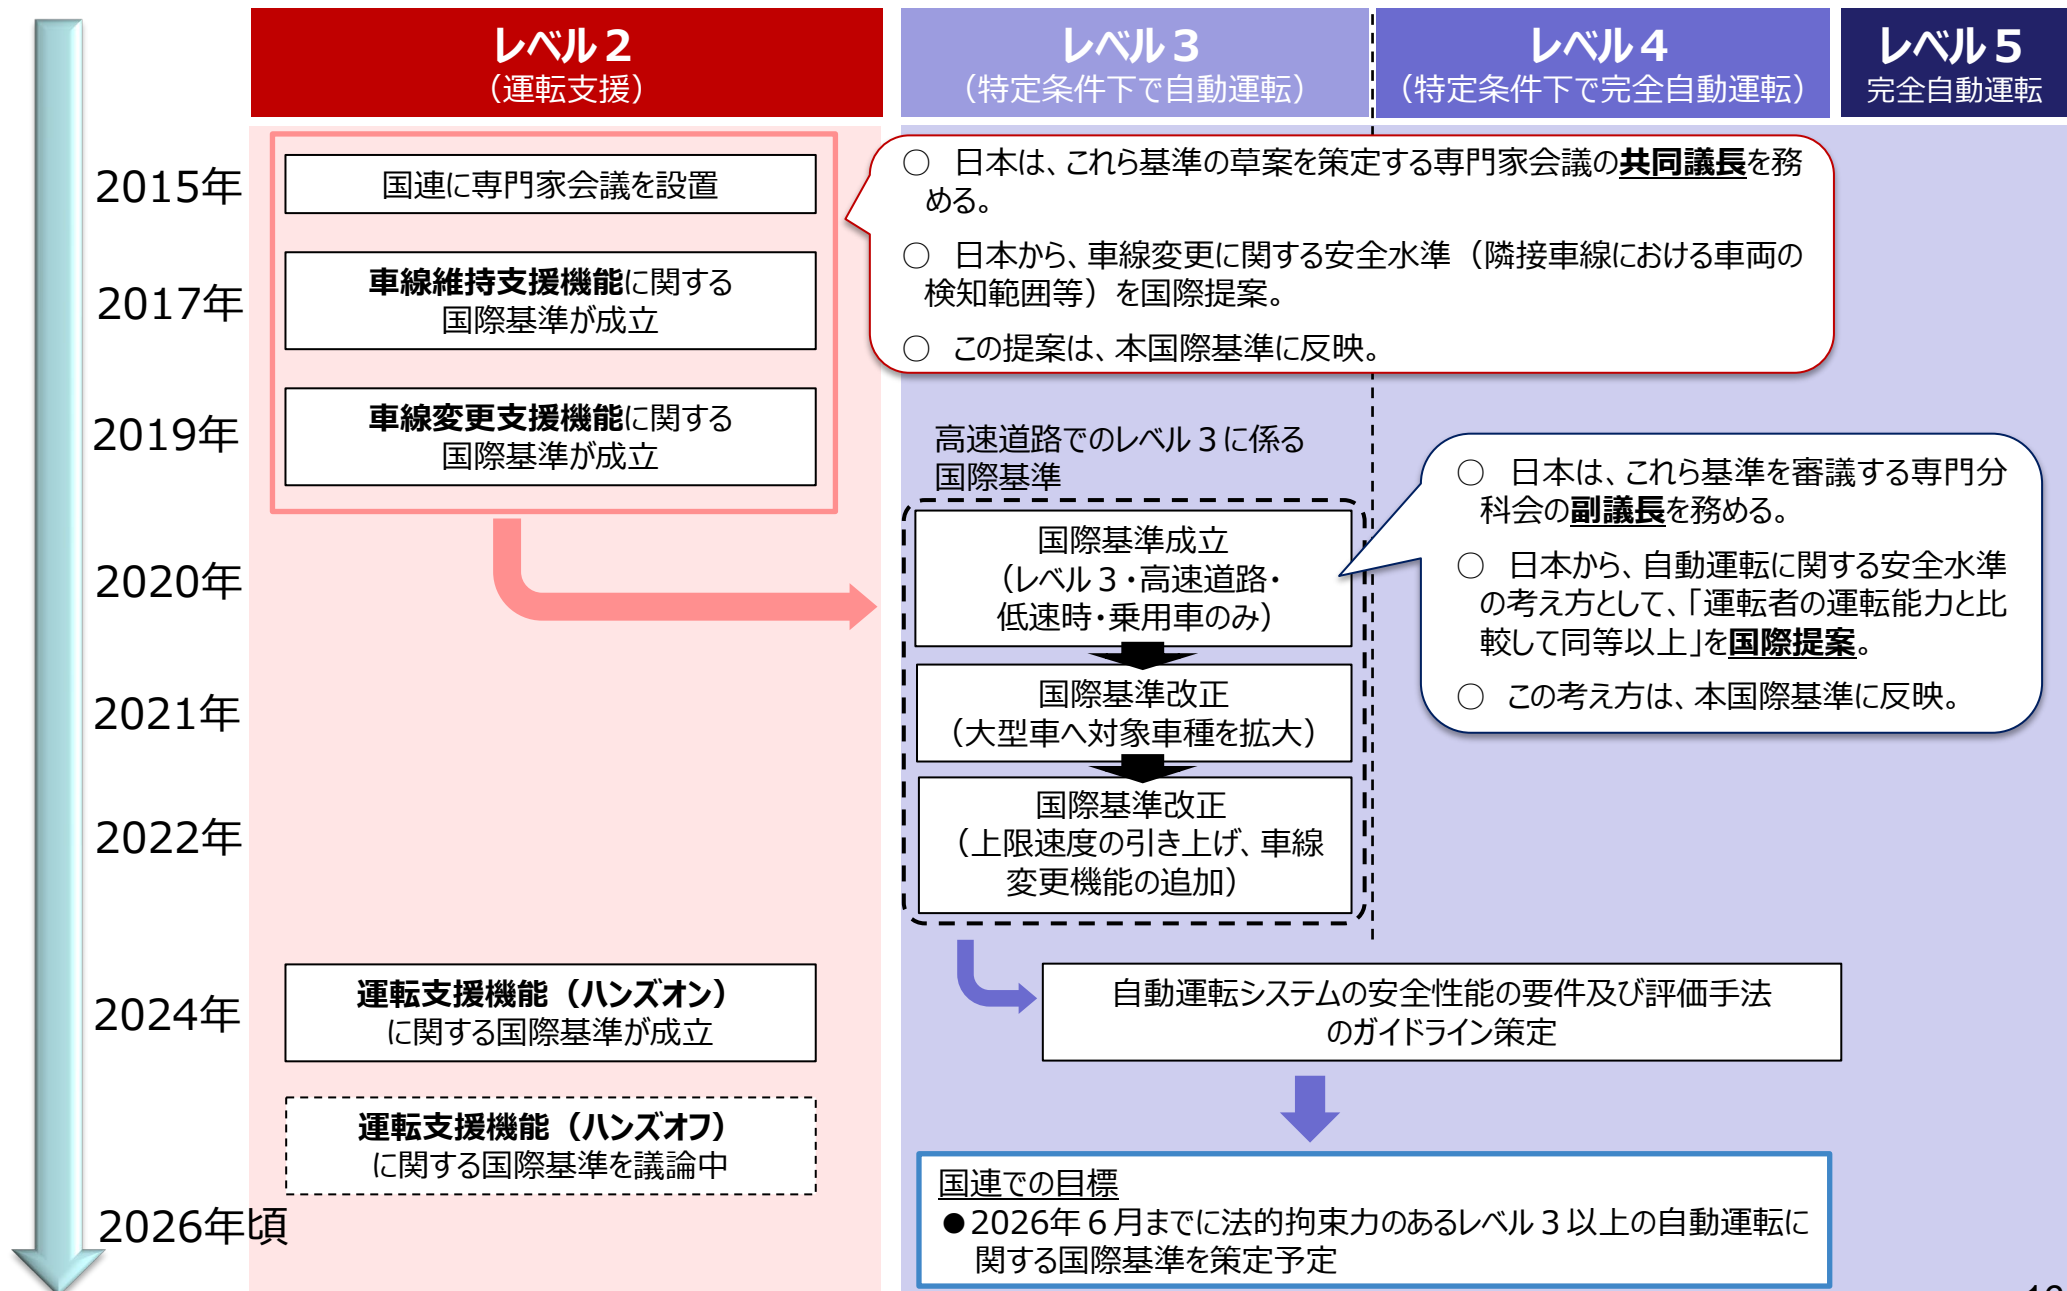 レベル２
（運転支援）
レベル３
（特定条件下で自動運転）
レベル４
（特定条件下で完全自動運転）
レベル５
完全自動運転
2015年
国連に専門家会議を設置
○　日本は、これら基準の草案を策定する専門家会議の共同議長を務
める。
○　日本から、車線変更に関する安全水準（隣接車線における車両の
検知範囲等）を国際提案。
○　この提案は、本国際基準に反映。
2017年
車線維持支援機能に関する
国際基準が成立
2019年
車線変更支援機能に関する
国際基準が成立
高速道路でのレベル３に係る
国際基準
2020年
国際基準成立
（レベル３・高速道路・
低速時・乗用車のみ）
○　日本は、これら基準を審議する専門分
科会の副議長を務める。
○　日本から、自動運転に関する安全水準
の考え方として、「運転者の運転能力と比
較して同等以上」を国際提案。
○　この考え方は、本国際基準に反映。
2021年
国際基準改正
（大型車へ対象車種を拡大）
2022年
国際基準改正
（上限速度の引き上げ、車線
変更機能の追加）
2024年
運転支援機能（ハンズオン）
に関する国際基準が成立
自動運転システムの安全性能の要件及び評価手法
のガイドライン策定
運転支援機能（ハンズオフ）
に関する国際基準を議論中
2026年頃
国連での目標
●2026年６月までに法的拘束力のあるレベル３以上の自動運転に
関する国際基準を策定予定